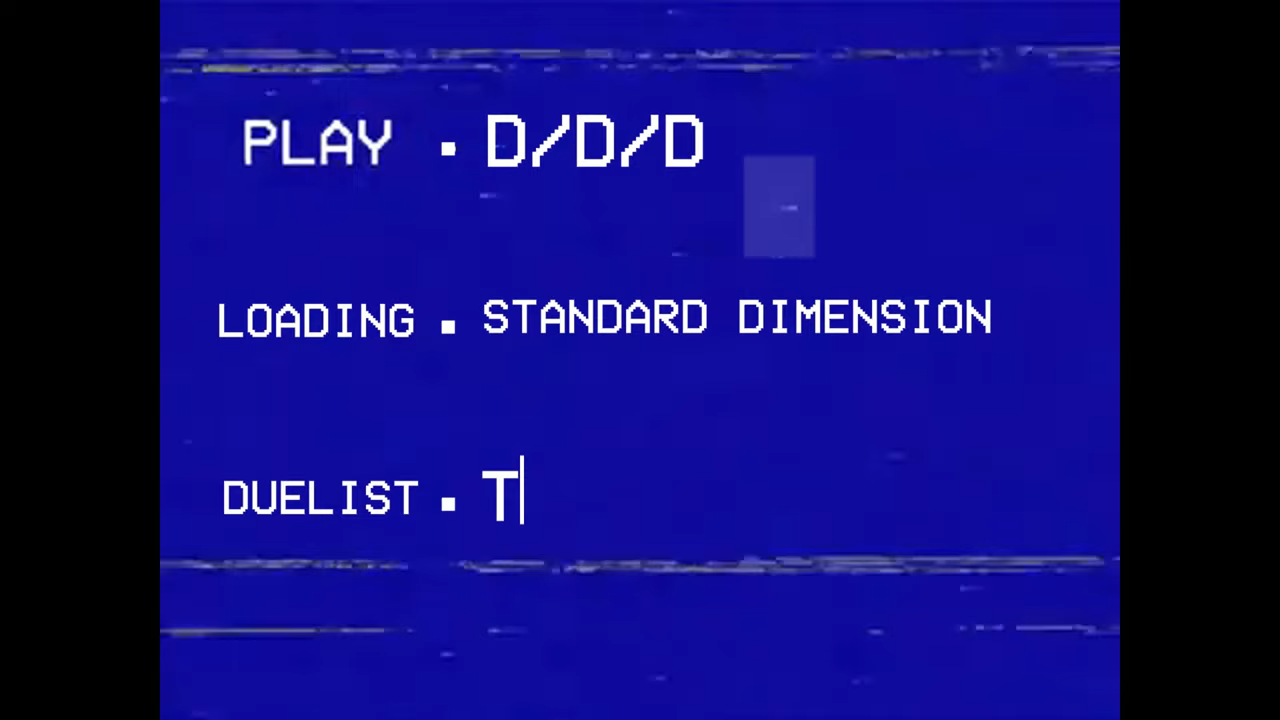 PLAY . D/D/D
LOADING . STANDARD DIMENSION
DUELIST . T